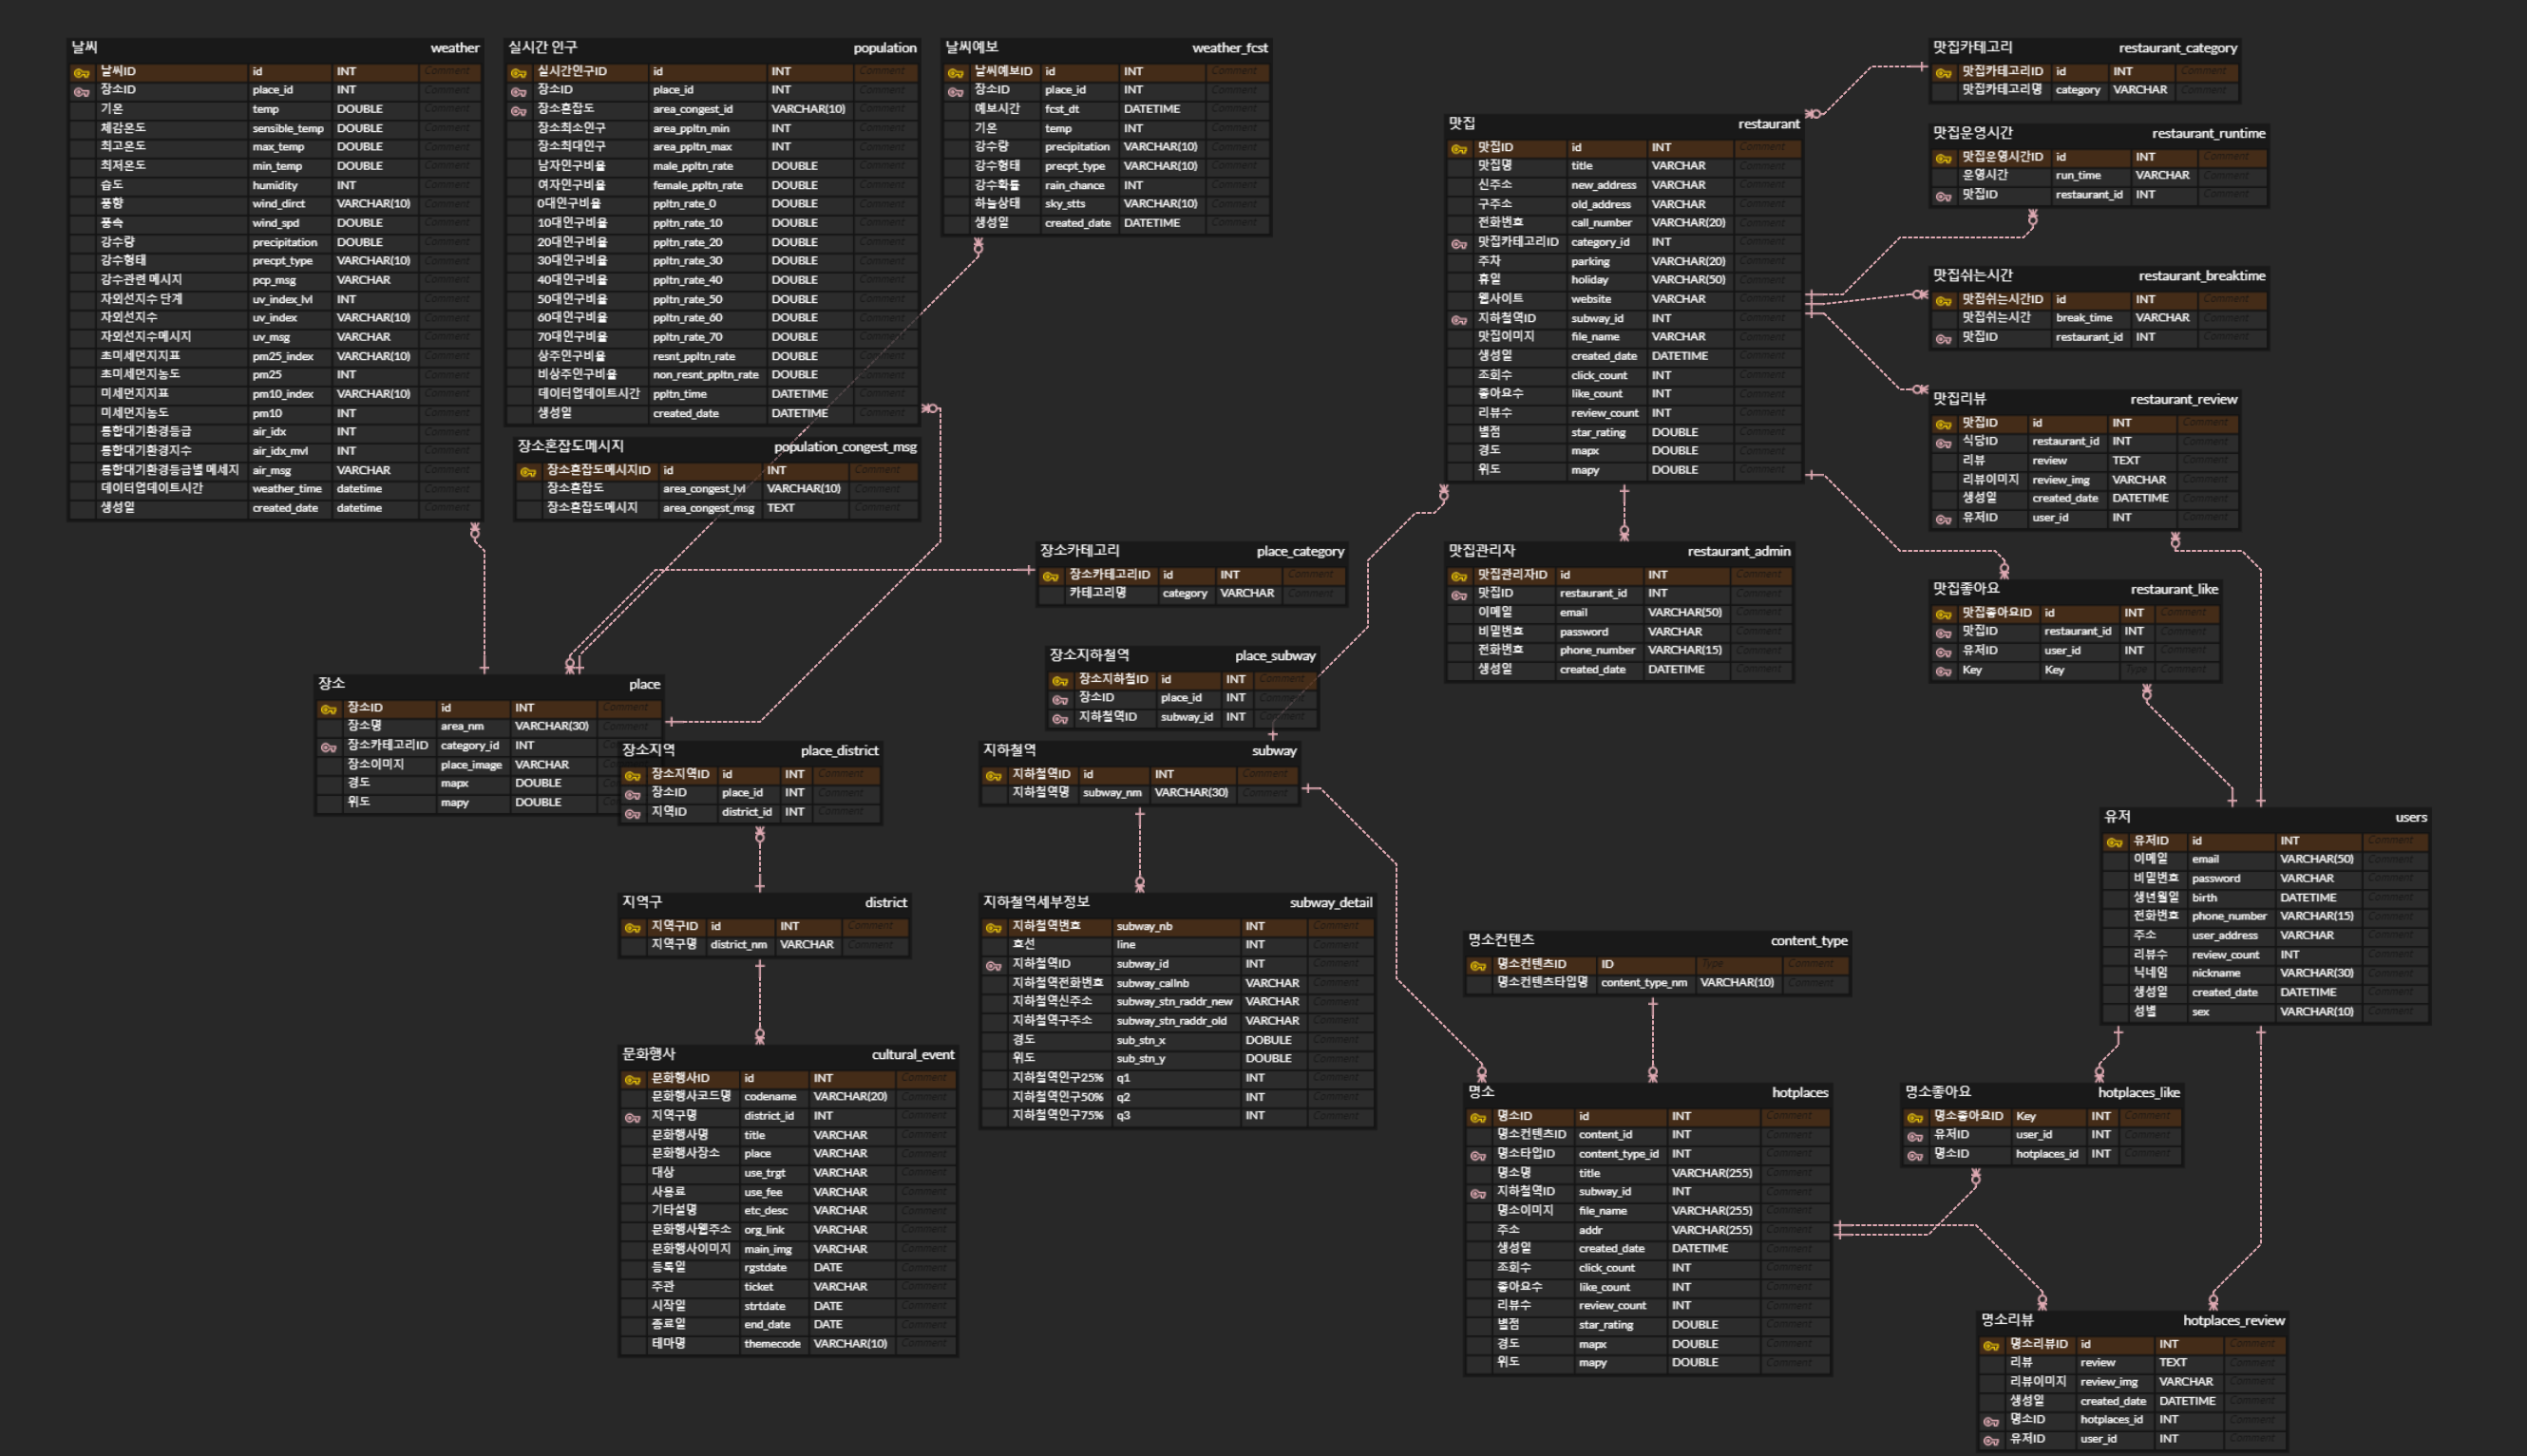 날씨 weather
날씨ID id INT Comment
장소ID place_id INT Comment
기온 temp DOUBLE Comment
체감온도 sensible_temp DOUBLE Comment
최고온도 max_temp DOUBLE Comment
최저온도 min_temp DOUBLE Comment
습도 humidity INT Comment
풍향 wind_dirct VARCHAR(10) Comment
풍속 wind_spd DOUBLE Comment
강수량 precipitation DOUBLE Comment
강수형태 precpt_type VARCHAR(10) Comment
강수관련 메시지 pcp_msg VARCHAR Comment
자외선지수 단계 uv_index_lvl INT Comment
자외선지수 uv_index VARCHAR(10) Comment
자외선지수메시지 uv_msg VARCHAR Comment
초미세먼지지표 pm25_index VARCHAR(10) Comment
초미세먼지농도 pm25 INT Comment
미세먼지지표 pm10_index VARCHAR(10) Comment
미세먼지농도 pm10 INT Comment
통합대기환경등급 air_idx INT Comment
통합대기환경지수 air_idx_mvl INT Comment
통합대기환경등급별 메세지 air_msg VARCHAR Comment
데이터업데이트시간 weather_time datetime Comment
생성일 created_date datetime Comment
실시간 인구 population
실시간인구ID id INT Comment
장소ID place_id INT Comment
장소혼잡도 area_congest_id VARCHAR(10) Comment
장소최소인구 area_ppltn_min INT Comment
장소최대인구 area_ppltn_max INT Comment
남자인구비율 male_ppltn_rate DOUBLE Comment
여자인구비율 female_ppltn_rate DOUBLE Comment
0대인구비율 ppltn_rate_0 DOUBLE Comment
10대인구비율 ppltn_rate_10 DOUBLE Comment
20대인구비율 ppltn_rate_20 DOUBLE Comment
30대인구비율 ppltn_rate_30 DOUBLE Comment
40대인구비율 ppltn_rate_40 DOUBLE Comment
50대인구비율 ppltn_rate_50 DOUBLE Comment
60대인구비율 ppltn_rate_60 DOUBLE Comment
70대인구비율 ppltn_rate_70 DOUBLE Comment
상주인구비율 resnt_ppltn_rate DOUBLE Comment
비상주인구비율 non_resnt_ppltn_rate DOUBLE Comment
데이터업데이트시간 ppltn_time DATETIME Comment
생성일 created_date DATETIME Comment
장소혼잡도메시지 population_congest_msg
장소혼잡도메시지ID id INT Comment
장소혼잡도 area_congest_lvl VARCHAR(10) Comment
장소혼잡도메시지 area_congest_msg TEXT Comment
날씨예보 weather_fcst
날씨예보ID id INT Comment
장소ID place_id INT Comment
예보시간 fcst_dt DATETIME Comment
기온 temp INT Comment
강수량 precipitation VARCHAR(10) Comment
강수형태 precpt_type VARCHAR(10) Comment
강수확률 rain_chance INT Comment
하늘상태 sky_stts VARCHAR(10) Comment
생성일 created_date DATETIME Comment
장소카테고리 place_category
장소카테고리ID id INT Comment
카테고리명 category VARCHAR Comment
장소 place
장소ID id INT Comment
장소명 area_nm VARCHAR(30) Comment
장소카테고리ID category_id INT
장소이미지 place_image VARCHAR
경도 mapx DOUBLE
위도 mapy DOUBLE
장소지역 place_district
장소지역ID id INT Comment
장소ID place_id INT Comment
지역ID district_id INT Comment
지역구 district
지역구ID id INT Comment
지역구명 district_nm VARCHAR Comment
문화행사 cultural_event
문화행사ID id INT Comment
문화행사코드명 codename VARCHAR(20) Comment
지역구명 district_id INT Comment
문화행사명 title VARCHAR Comment
문화행사장소 place VARCHAR Comment
대상 use_trgt VARCHAR Comment
사용료 use_fee VARCHAR Comment
기타설명 etc_desc VARCHAR Comment
문화행사웹주소 org_link VARCHAR Comment
문화행사이미지 main_img VARCHAR Comment
등록일 rgstdate DATE Comment
주관 ticket VARCHAR Comment
시작일 strtdate DATE Comment
종료일 end_date DATE Comment
테마명 themecode VARCHAR(10) Comment
장소지하철역 place_subway
장소지하철ID id INT Comment
장소ID place_id INT Comment
지하철역ID subway_id INT Comment
지하철역 subway
지하철역ID id INT Comment
지하철역명 subway_nm VARCHAR(30) Comment
지하철역세부정보 subway_detail
지하철역번호 subway_nb INT Comment
호선 line INT Comment
지하철역ID subway_id INT Comment
지하철역전화번호 subway_callnb VARCHAR Comment
지하철역신주소 subway_stn_raddr_new VARCHAR Comment
지하철역구주소 subway_stn_raddr_old VARCHAR Comment
경도 sub_stn_x DOBULE Comment
위도 sub_stn_y DOUBLE Comment
지하철역인구25% q1 INT Comment
지하철역인구50% q2 INT Comment
지하철역인구75% q3 INT Comment
맛집 restaurant
맛집ID id INT Comment
맛집명 title VARCHAR Comment
신주소 new_address VARCHAR Comment
구주소 old_address VARCHAR Comment
전화번호 call_number VARCHAR(20) Comment
맛집카테고리ID category_id INT Comment
주차 parking VARCHAR(20) Comment
휴일 holiday VARCHAR(50) Comment
웹사이트 website VARCHAR Comment
지하철역ID subway_id INT Comment
맛집이미지 file_name VARCHAR Comment
생성일 created_date DATETIME Comment
조회수 click_count INT Comment
좋아요수 like_count INT Comment
리뷰수 review_count INT Comment
별점 star_rating DOUBLE Comment
경도 mapx DOUBLE Comment
위도 mapy DOUBLE Comment
맛집관리자 restaurant_admin
맛집관리자ID id INT Comment
맛집ID restaurant_id INT Comment
이메일 email VARCHAR(50) Comment
비밀번호 password VARCHAR Comment
전화번호 phone_number VARCHAR(15) Comment
생성일 created_date DATETIME Comment
맛집카테고리 restaurant_category
맛집카테고리ID id INT Comment
맛집카테고리명 category VARCHAR Comment
맛집운영시간 restaurant_runtime
맛집운영시간ID id INT Comment
운영시간 run_time VARCHAR Comment
맛집ID restaurant_id INT Comment
맛집쉬는시간 restaurant_breaktime
맛집쉬는시간ID id INT Comment
맛집쉬는시간 break_time VARCHAR Comment
맛집ID restaurant_id INT Comment
맛집리뷰 restaurant_review
맛집ID id INT Comment
식당ID restaurant_id INT Comment
리뷰 review TEXT Comment
리뷰이미지 review_img VARCHAR Comment
생성일 created_date DATETIME Comment
유저ID user_id INT Comment
맛집좋아요 restaurant_like
맛집좋아요ID id INT Comment
맛집ID restaurant_id INT Comment
유저ID user_id INT Comment
Key Key Type Comment
유저 users
유저ID id INT Comment
이메일 email VARCHAR(50) Comment
비밀번호 password VARCHAR Comment
생년월일 birth DATETIME Comment
전화번호 phone_number VARCHAR(15) Comment
주소 user_address VARCHAR Comment
리뷰수 review_count INT Comment
닉네임 nickname VARCHAR(30) Comment
생성일 created_date DATETIME Comment
성별 sex VARCHAR(10) Comment
명소컨텐츠 content_type
명소컨텐츠ID ID Type Comment
명소컨텐츠타입명 content_type_nm VARCHAR(10) Comment
명소 hotplaces
명소ID id INT Comment
명소컨텐츠ID content_id INT Comment
명소타입ID content_type_id INT Comment
명소명 title VARCHAR(255) Comment
지하철역ID subway_id INT Comment
명소이미지 file_name VARCHAR(255) Comment
주소 addr VARCHAR(255) Comment
생성일 created_date DATETIME Comment
조회수 click_count INT Comment
좋아요수 like_count INT Comment
리뷰수 review_count INT Comment
별점 star_rating DOUBLE Comment
경도 mapx DOUBLE Comment
위도 mapy DOUBLE Comment
명소좋아요 hotplaces_like
명소좋아요ID Key INT Comment
유저ID user_id INT Comment
명소ID hotplaces_id INT Comment
명소리뷰 hotplaces_review
명소리뷰ID id INT Comment
리뷰 review TEXT Comment
리뷰이미지 review_img VARCHAR Comment
생성일 created_date DATETIME Comment
명소ID hotplaces_id INT Comment
유저ID user_id INT Comment